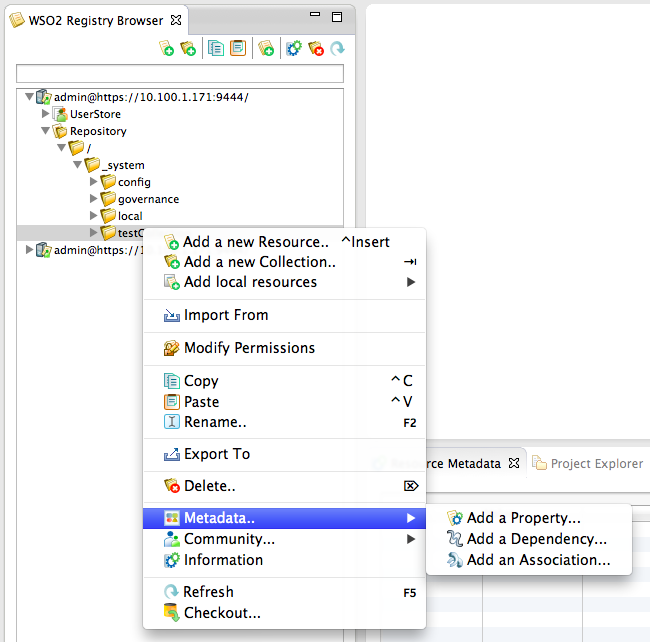 WSO2 Registry Browser
admin@https://10.100.1.171:9444/
UserStore
Repository
/
_system
config
governance
local
admin@https://1
Add a new Resource.. ^Insert
Add a new Collection.. ⇥
Add local resources
Import From
Modify Permissions
Copy ^C
Paste ^V
Rename.. F2
Export To
Delete.. ⌦
Metadata..
Community...
Information
Refresh F5
Checkout...
Metadata
Project Explorer
Add a Property...
Add a Dependency...
Add an Association...